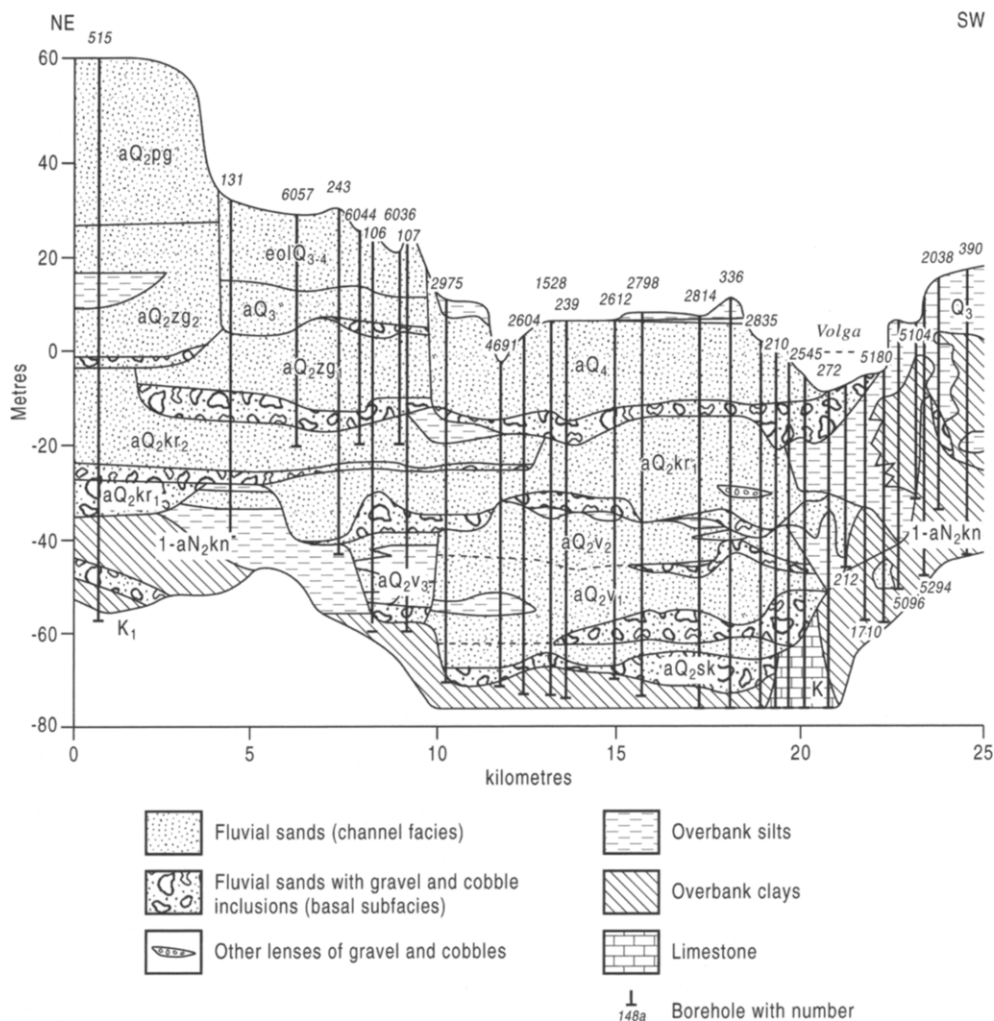 NE
SW
515
60
40
20
0
-20
-40
-60
-80
Metres
131
6057
243
6044
106
6036
107
2975
4691
2604
1528
239
2612
2798
2814
336
2835
210
2545
272
Volga
5180
5104
2038
390
aQ2pg
aQ2zg2
eolQ3-4
aQ3
aQ2zg
aQ2kr2
aQ2kr1
1-aN2kn
K1
aQ4
aQ2kr1
aQ2v2
aQ2v3
aQ2v1
aQ2sk
K
Q3
1-aN2kn
212
1710
5096
5294
0
5
10
15
20
25
kilometres
Fluvial sands (channel facies)
Fluvial sands with gravel and cobble
inclusions (basal subfacies)
Other lenses of gravel and cobbles
Overbank silts
Overbank clays
Limestone
148a
Borehole with number